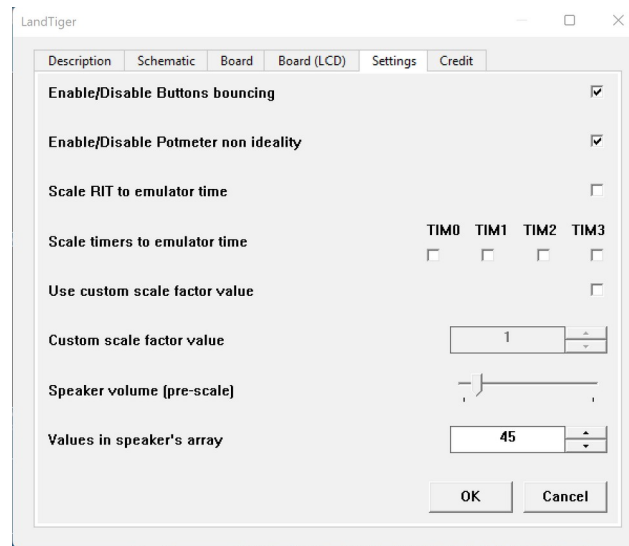 LandTiger
Description Schematic Board Board (LCD) Settings Credit
Enable/Disable Buttons bouncing
Enable/Disable Potmeter non ideality
Scale RIT to emulator time
TIM0 TIM1 TIM2 TIM3
Scale timers to emulator time
Use custom scale factor value
Custom scale factor value 1
Speaker volume (pre-scale)
Values in speaker's array 45
OK Cancel